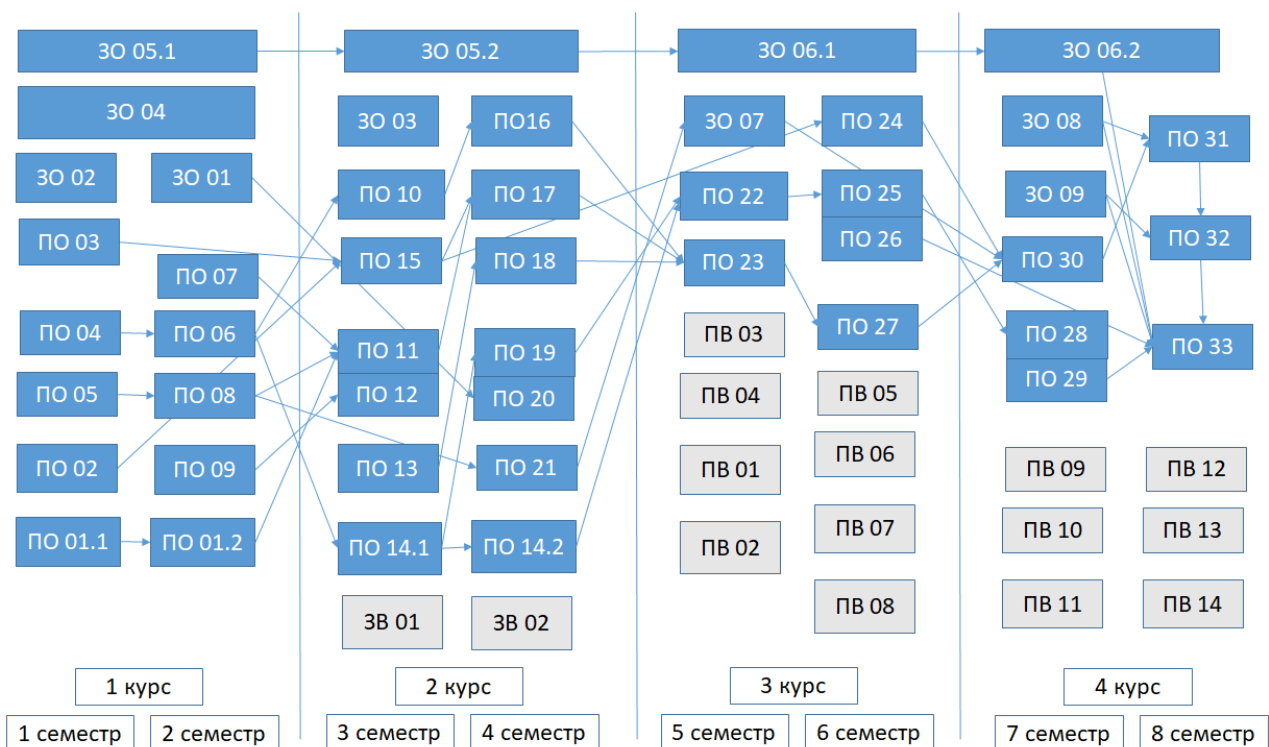 ЗО 05.1
ЗО 05.2
ЗО 06.1
ЗО 06.2
ЗО 04
ЗО 03
ПО16
ЗО 07
ПО 24
ЗО 08
ПО 31
ЗО 02
ЗО 01
ПО 10
ПО 17
ПО 22
ПО 25
ЗО 09
ПО 03
ПО 15
ПО 18
ПО 23
ПО 26
ПО 30
ПО 32
ПО 07
ПО 04
ПО 06
ПО 11
ПО 19
ПВ 03
ПО 27
ПО 28
ПО 33
ПО 05
ПО 08
ПО 12
ПО 20
ПВ 04
ПВ 05
ПО 29
ПО 02
ПО 09
ПО 13
ПО 21
ПВ 01
ПВ 06
ПВ 09
ПВ 12
ПО 01.1
ПО 01.2
ПО 14.1
ПО 14.2
ПВ 02
ПВ 07
ПВ 10
ПВ 13
ЗВ 01
ЗВ 02
ПВ 08
ПВ 11
ПВ 14
1 курс
2 курс
3 курс
4 курс
1 семестр
2 семестр
3 семестр
4 семестр
5 семестр
6 семестр
7 семестр
8 семестр